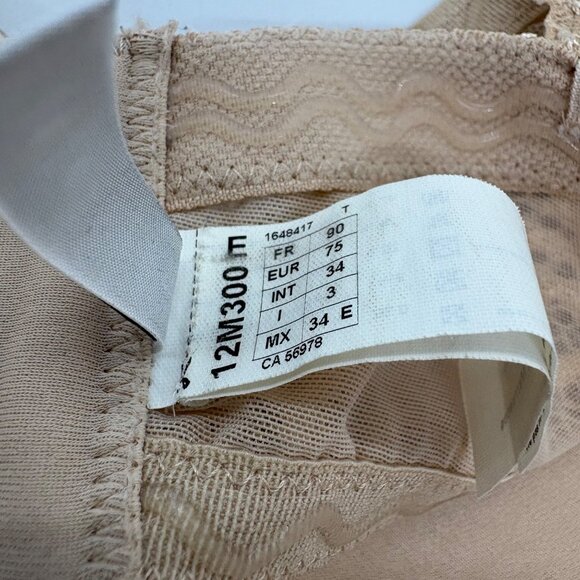 12M300 E
1648417 T
FR 90
EUR 75
INT 34
I 3
MX 34 E
CA 56978